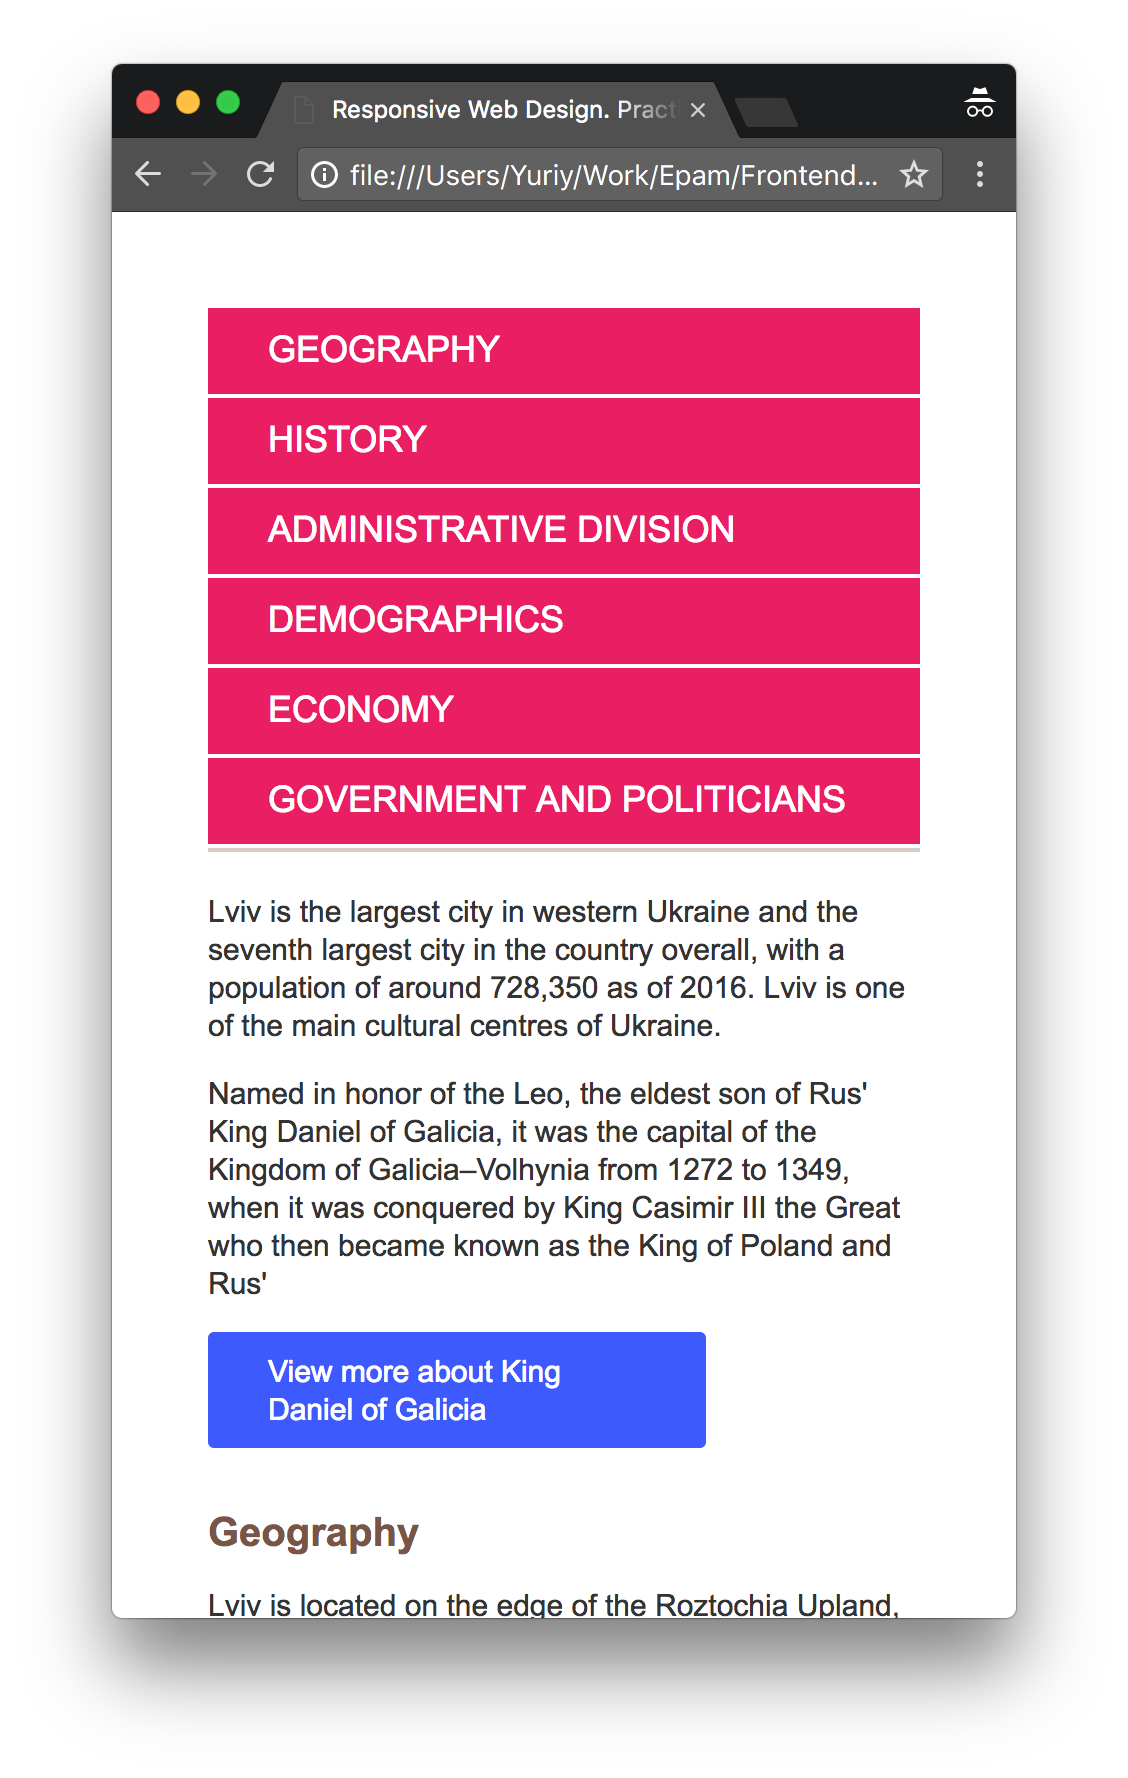 Responsive Web Design. Pract
file:///Users/Yuriy/Work/Epam/Frontend...
GEOGRAPHY
HISTORY
ADMINISTRATIVE DIVISION
DEMOGRAPHICS
ECONOMY
GOVERNMENT AND POLITICIANS
Lviv is the largest city in western Ukraine and the
seventh largest city in the country overall, with a
population of around 728,350 as of 2016. Lviv is one
of the main cultural centres of Ukraine.
Named in honor of the Leo, the eldest son of Rus'
King Daniel of Galicia, it was the capital of the
Kingdom of Galicia–Volhynia from 1272 to 1349,
when it was conquered by King Casimir III the Great
who then became known as the King of Poland and
Rus'
View more about King
Daniel of Galicia
Geography
Lviv is located on the edge of the Roztochia Upland,